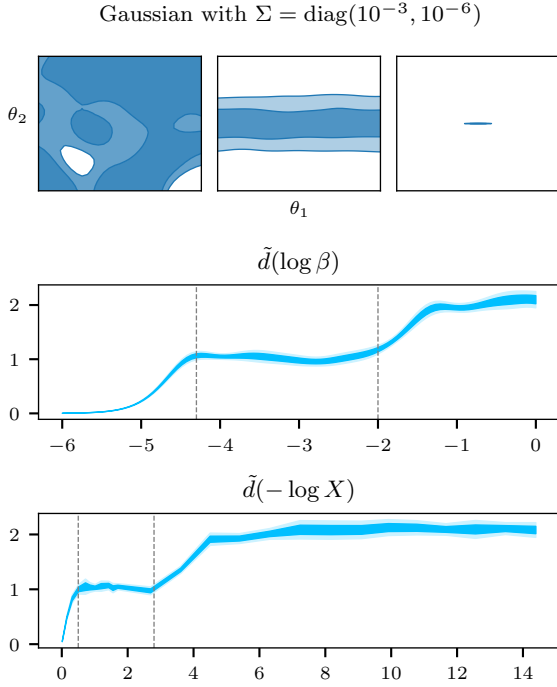 Gaussian with Σ = diag(10⁻³, 10⁻⁶)
θ₂
θ₁
d̃(log β)
2
1
0
−6 −5 −4 −3 −2 −1 0
d̃(− log X)
2
1
0
0 2 4 6 8 10 12 14